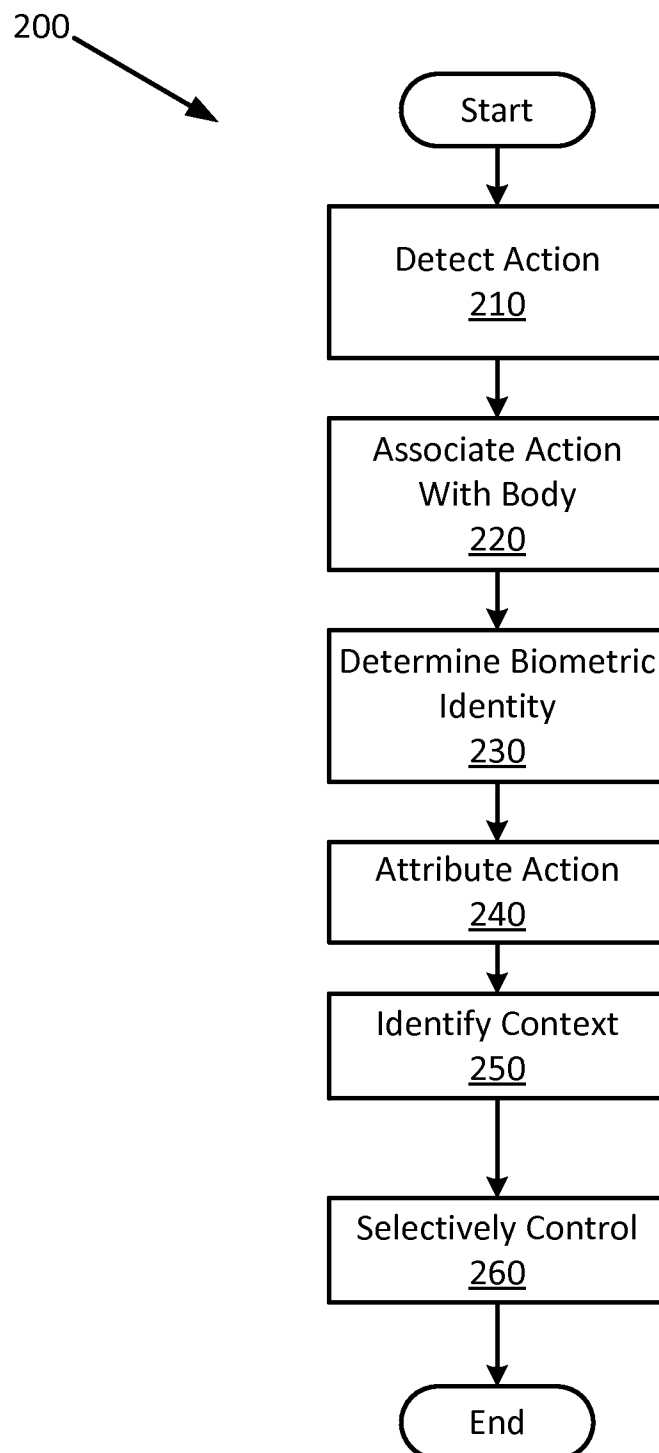 200
Start
Detect Action
210
Associate Action
With Body
220
Determine Biometric
Identity
230
Attribute Action
240
Identify Context
250
Selectively Control
260
End